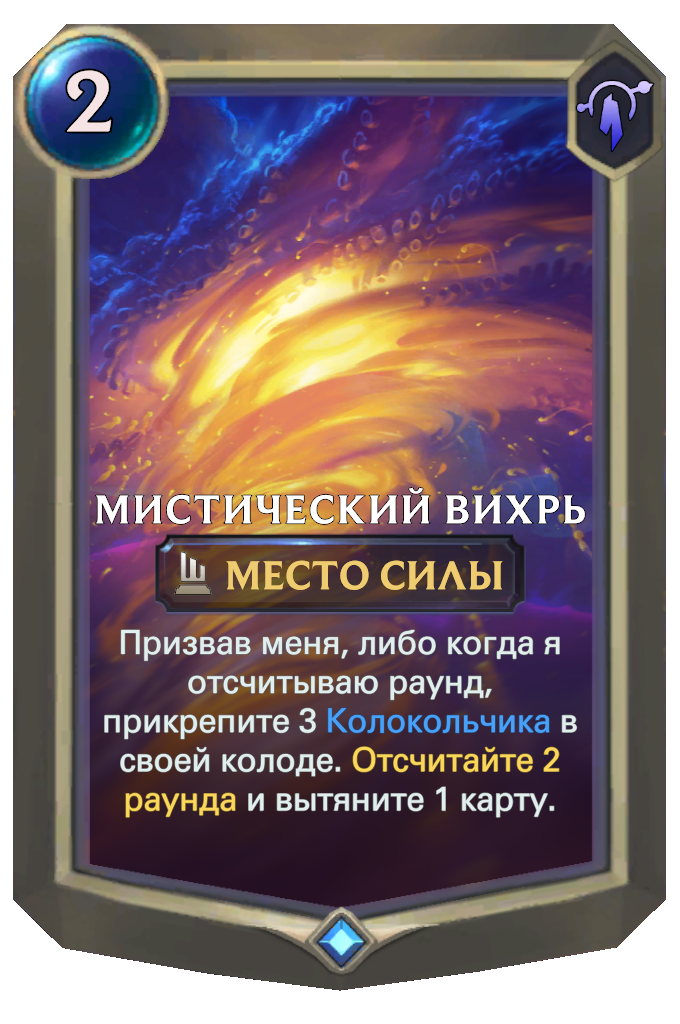 2
МИСТИЧЕСКИЙ ВИХРЬ
МЕСТО СИЛЫ
Призвав меня, либо когда я
отсчитываю раунд,
прикрепите 3 Колокольчика в
своей колоде. Отсчитайте 2
раунда и вытяните 1 карту.